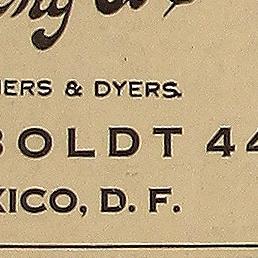 ERS & DYERS.
BOLDT 44
XICO, D. F.